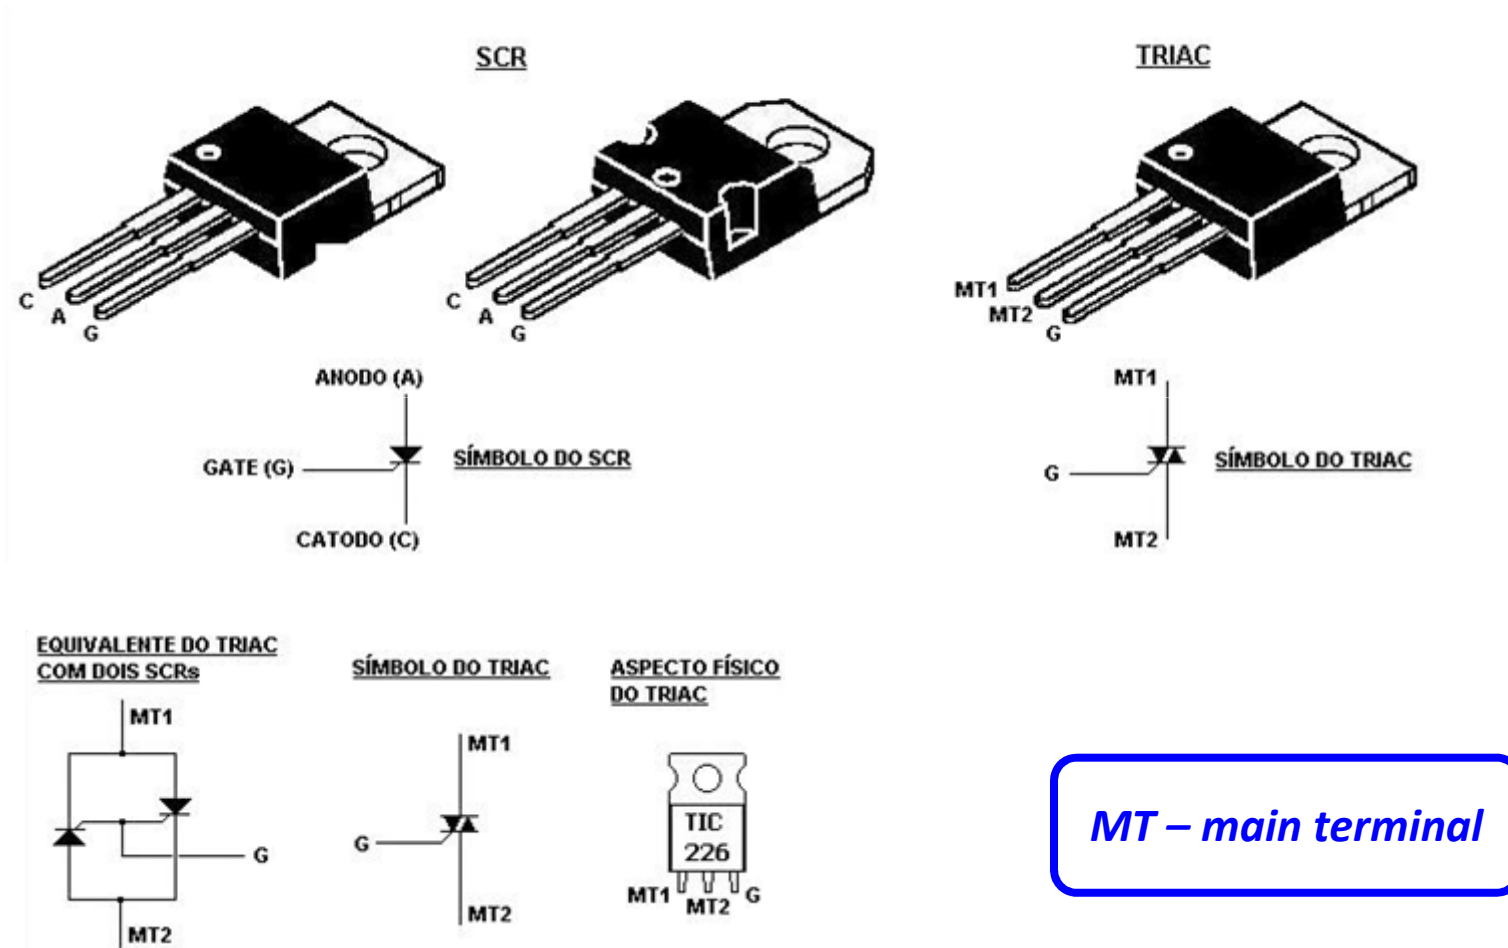 SCR
TRIAC
C
A
G
C
A
G
MT1
MT2
G
ANODO (A)
GATE (G)
SÍMBOLO DO SCR
CATODO (C)
MT1
G
SÍMBOLO DO TRIAC
MT2
EQUIVALENTE DO TRIAC
COM DOIS SCRs
MT1
G
MT2
SÍMBOLO DO TRIAC
MT1
G
MT2
ASPECTO FÍSICO
DO TRIAC
TIC
226
MT1
MT2
G
MT – main terminal